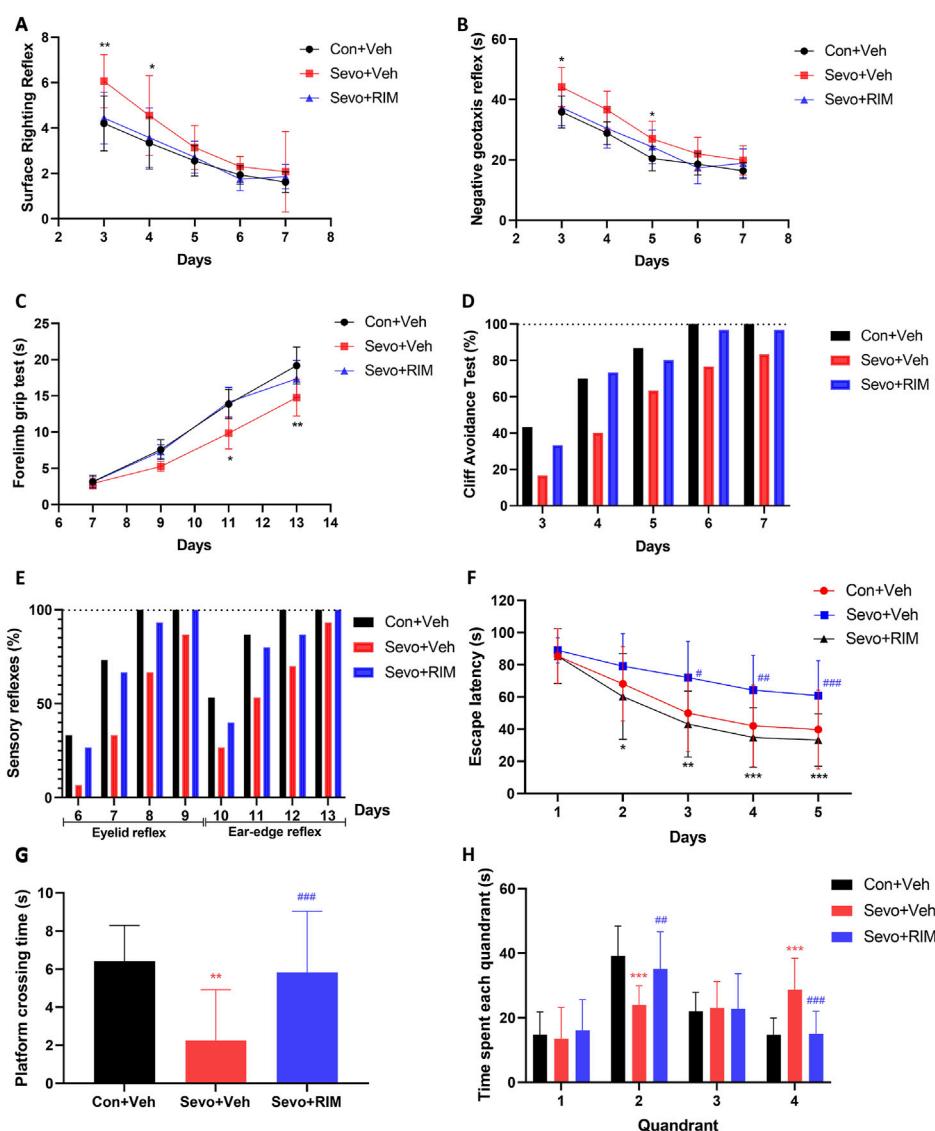 A
Surface Righting Reflex
8
6
4
2
0
**
*
Con+Veh
Sevo+Veh
Sevo+RIM
2 3 4 5 6 7 8
Days
B
Negative geotaxis reflex (s)
60
40
20
0
*
*
Con+Veh
Sevo+Veh
Sevo+RIM
2 3 4 5 6 7 8
Days
C
Forelimb grip test (s)
25
20
15
10
5
0
*
**
Con+Veh
Sevo+Veh
Sevo+RIM
6 7 8 9 10 11 12 13 14
Days
D
Cliff Avoidance Test (%)
100
80
60
40
20
0
Con+Veh
Sevo+Veh
Sevo+RIM
3 4 5 6 7
Days
E
Sensory reflexes (%)
100
50
0
Con+Veh
Sevo+Veh
Sevo+RIM
6 7 8 9 10 11 12 13 Days
Eyelid reflex Ear-edge reflex
F
Escape latency (s)
120
100
80
60
40
20
0
Con+Veh
Sevo+Veh
Sevo+RIM
# ## ###
* ** *** ***
1 2 3 4 5
Days
G
Platform crossing time (s)
10
8
6
4
2
0
**
###
Con+Veh Sevo+Veh Sevo+RIM
H
Time spent each quandrant (s)
60
40
20
0
Con+Veh
Sevo+Veh
Sevo+RIM
***
##
***
###
1 2 3 4
Quandrant